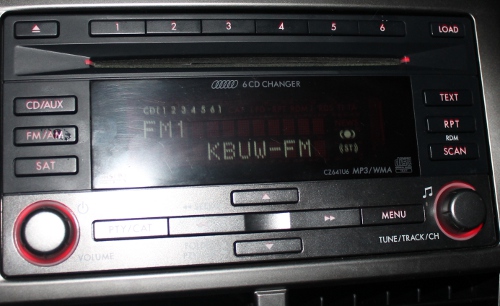 1 2 3 4 5 6 LOAD
6 CD CHANGER
CD/AUX
TEXT
CD[1 2 3 4 5 6]
FM/AM
FM1
RPT
RDM
KBUW-FM
(ST)
SCAN
SAT
C264U6 MP3/WMA
PTY/CAT
MENU
VOLUME
TUNE/TRACK/CH